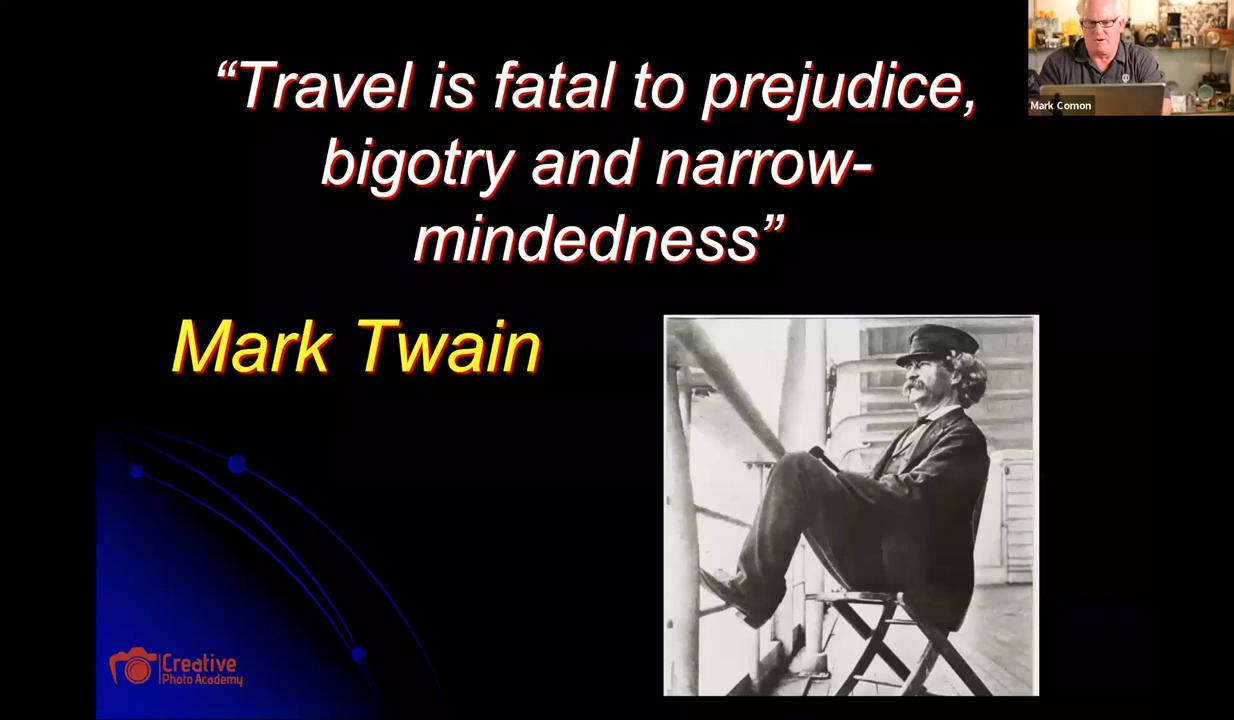 “Travel is fatal to prejudice,
bigotry and narrow-
mindedness”
Mark Twain
Mark Comon
Creative
Photo Academy